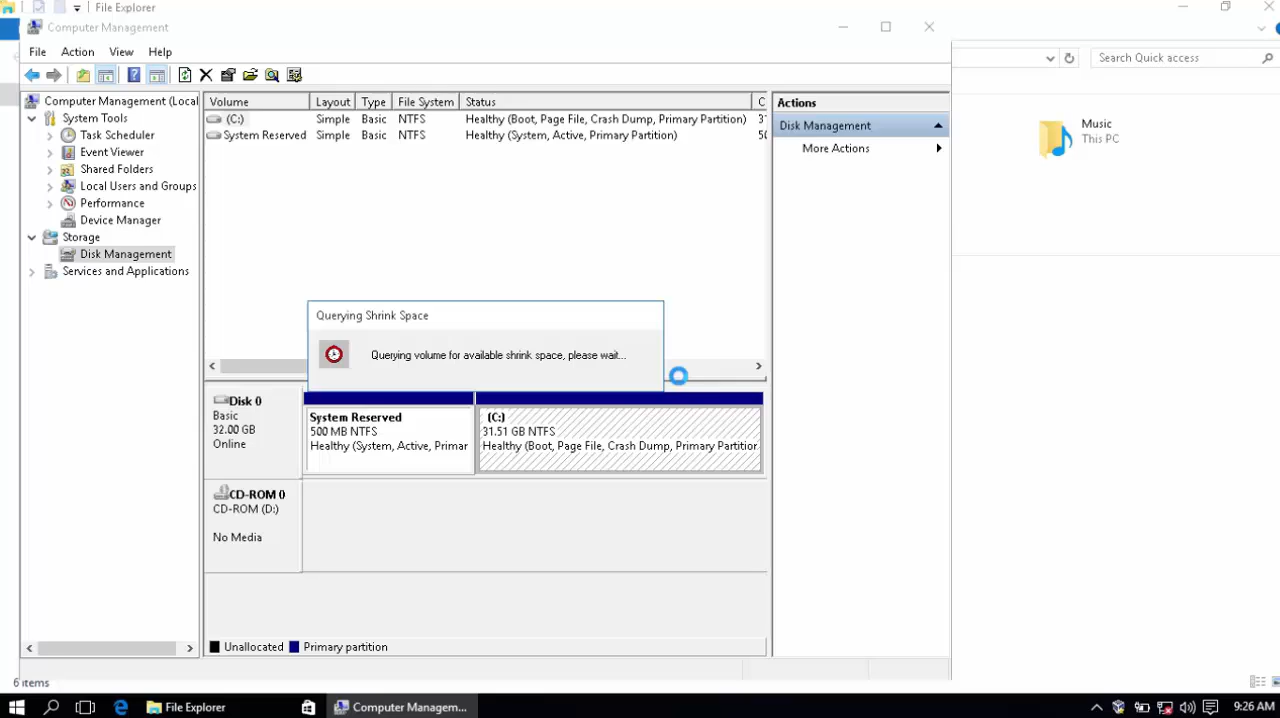 File Explorer
Computer Management
File Action View Help
Search Quick access
Computer Management (Local
System Tools
Task Scheduler
Event Viewer
Shared Folders
Local Users and Groups
Performance
Device Manager
Storage
Disk Management
Services and Applications
Volume Layout Type File System Status C
(C:) Simple Basic NTFS Healthy (Boot, Page File, Crash Dump, Primary Partition)
System Reserved Simple Basic NTFS Healthy (System, Active, Primary Partition)
Actions
Disk Management
More Actions
Music
This PC
Querying Shrink Space
Querying volume for available shrink space, please wait...
Disk 0
Basic
32.00 GB
Online
System Reserved
500 MB NTFS
Healthy (System, Active, Primar
(C:)
31.51 GB NTFS
Healthy (Boot, Page File, Crash Dump, Primary Partition
CD-ROM 0
CD-ROM (D:)
No Media
Unallocated Primary partition
6 items
File Explorer
Computer Managem...
9:26 AM